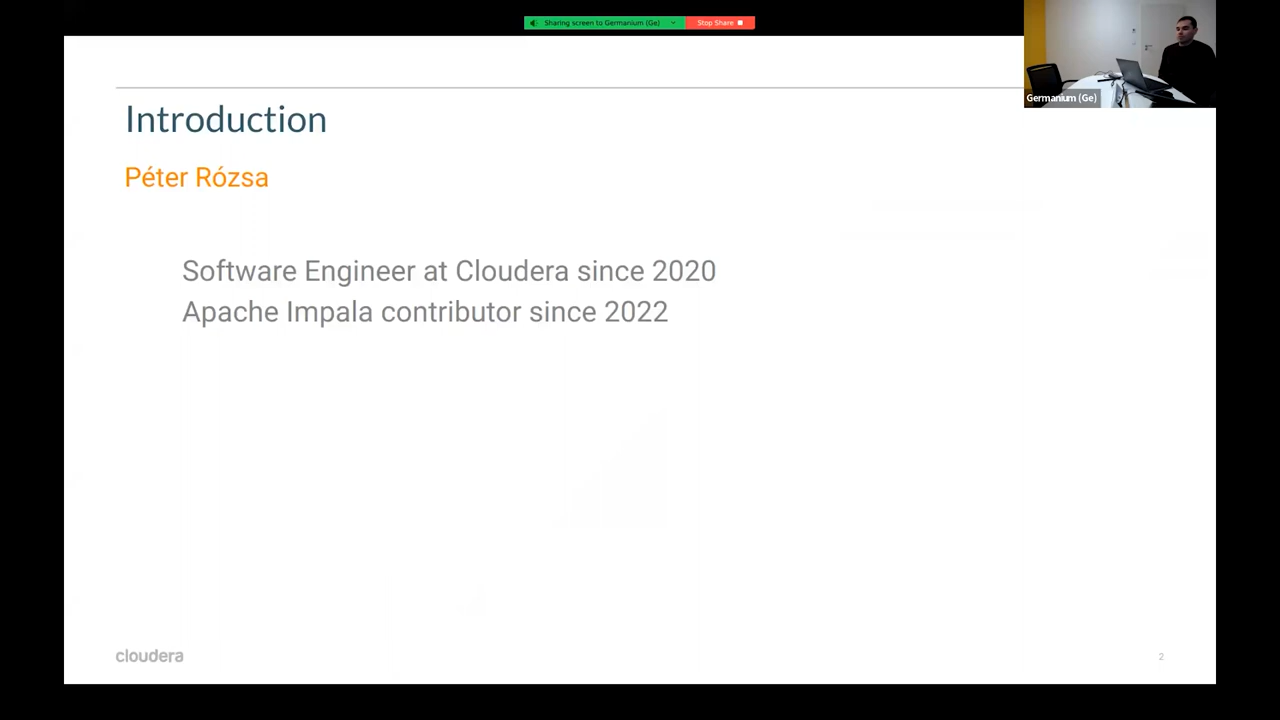 Sharing screen to Germanium (Ge)
Stop Share
Germanium (Ge)
Introduction
Péter Rózsa
Software Engineer at Cloudera since 2020
Apache Impala contributor since 2022
cloudera
2